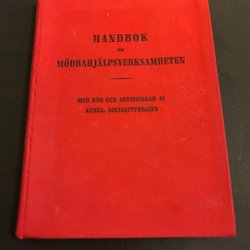 HANDBOK
för
MÖDRAHJÄLPSVERKSAMHETEN
MED RÅD OCH ANVISNINGAR AV
KUNGL. SOCIALSTYRELSEN